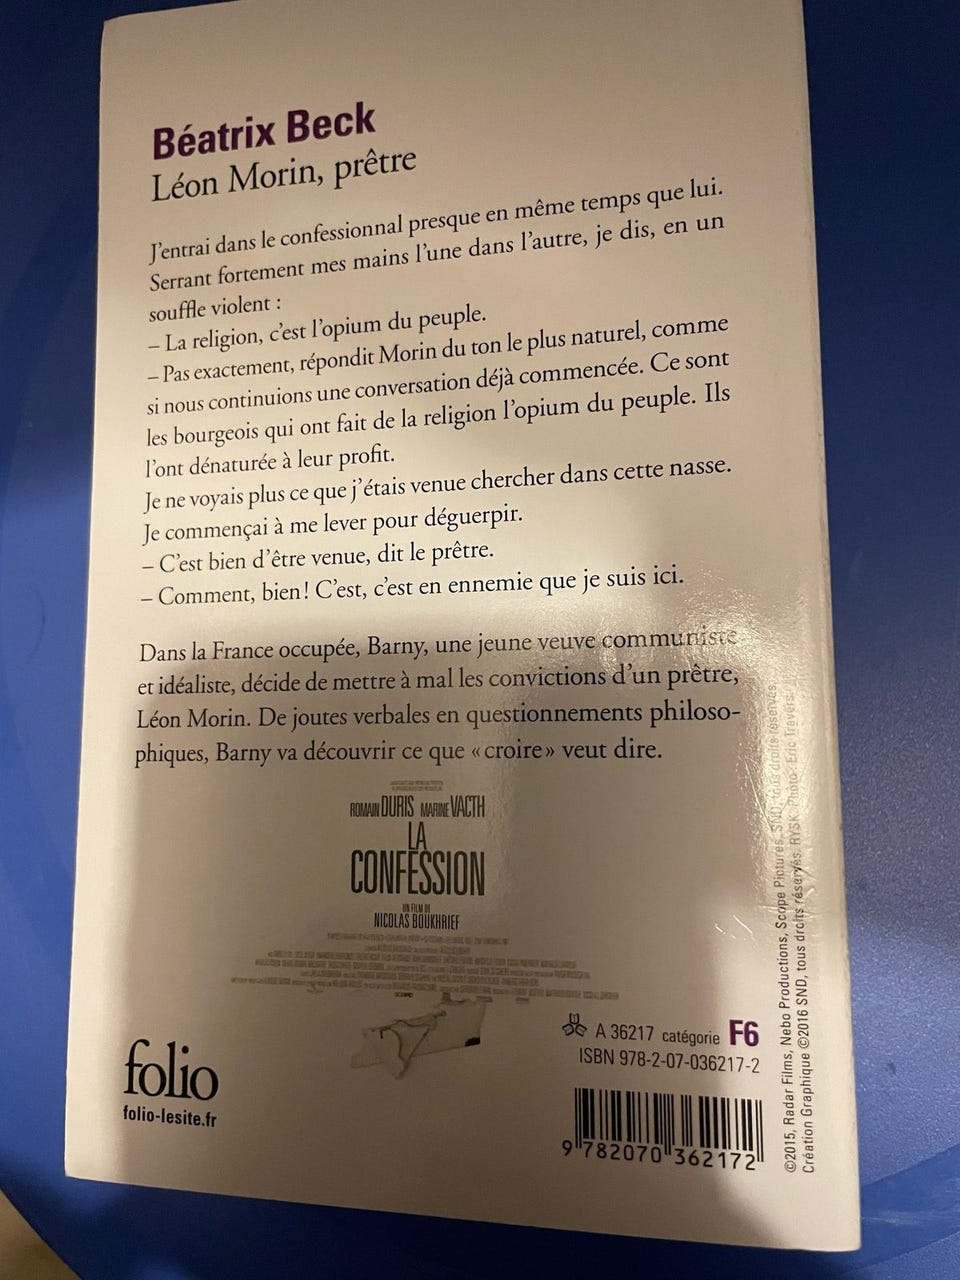 Béatrix Beck
Léon Morin, prêtre
J'entrai dans le confessionnal presque en même temps que lui.
Serrant fortement mes mains l'une dans l'autre, je dis, en un
souffle violent :
– La religion, c'est l'opium du peuple.
– Pas exactement, répondit Morin du ton le plus naturel, comme
si nous continuions une conversation déjà commencée. Ce sont
les bourgeois qui ont fait de la religion l'opium du peuple. Ils
l'ont dénaturée à leur profit.
Je ne voyais plus ce que j'étais venue chercher dans cette nasse.
Je commençai à me lever pour déguerpir.
– C'est bien d'être venue, dit le prêtre.
– Comment, bien ! C'est, c'est en ennemie que je suis ici.
Dans la France occupée, Barny, une jeune veuve communiste
et idéaliste, décide de mettre à mal les convictions d'un prêtre,
Léon Morin. De joutes verbales en questionnements philoso-
phiques, Barny va découvrir ce que « croire » veut dire.
ROMAIN DURIS MARINE VACTH
LA
CONFESSION
UN FILM DE
NICOLAS BOUKHRIEF
folio
folio-lesite.fr
A 36217 catégorie F6
ISBN 978-2-07-036217-2
9 782070 362172
©2015, Radar Films, Nebo Productions, Scope Pictures, SND, tous droits réservés
Création Graphique ©2016 SND, tous droits réservés. RYSK. Photo : Eric Travers.